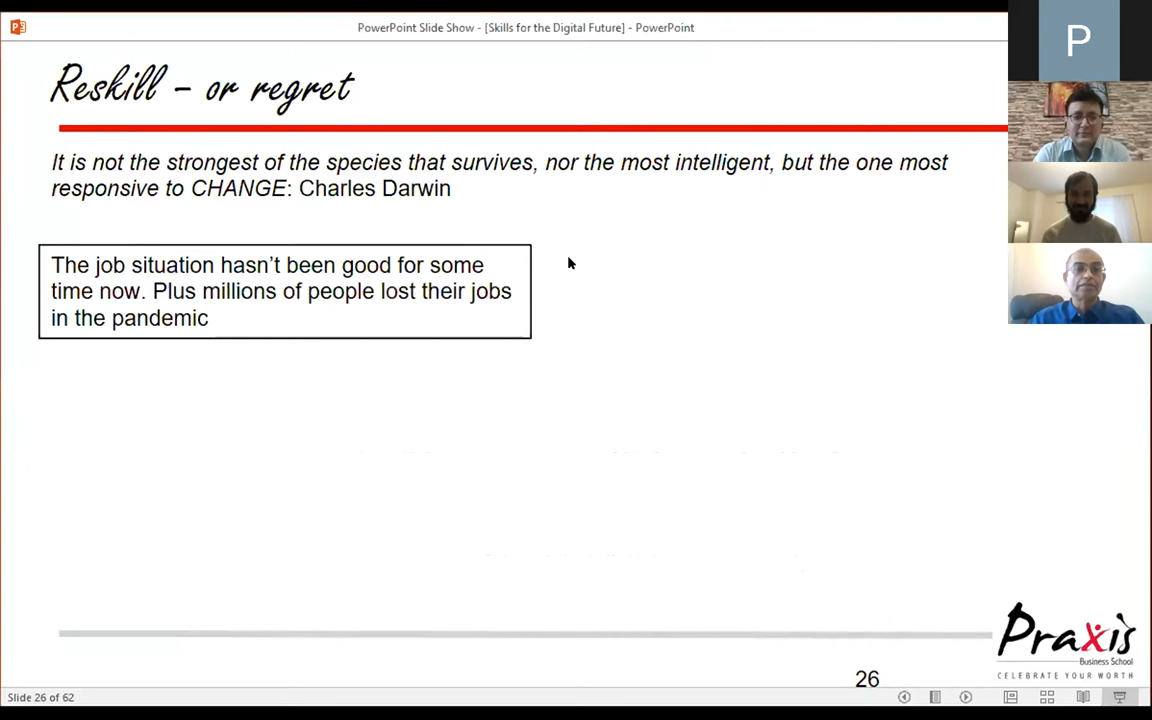 PowerPoint Slide Show - [Skills for the Digital Future] - PowerPoint
P
Reskill – or regret
It is not the strongest of the species that survives, nor the most intelligent, but the one most
responsive to CHANGE: Charles Darwin
The job situation hasn't been good for some
time now. Plus millions of people lost their jobs
in the pandemic
Praxis
Business School
CELEBRATE YOUR WORTH
26
Slide 26 of 62